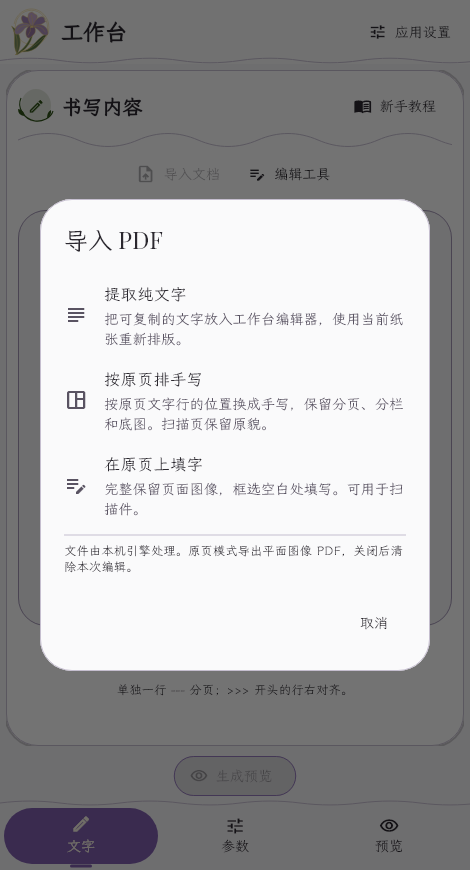 工作台
应用设置
书写内容
新手教程
导入文档
编辑工具
导入 PDF
提取纯文字
把可复制的文字放入工作台编辑器，使用当前纸
张重新排版。
按原页排手写
按原页文字行的位置换成手写，保留分页、分栏
和底图。扫描页保留原貌。
在原页上填字
完整保留页面图像，框选空白处填写。可用于扫
描件。
文件由本机引擎处理。原页模式导出平面图像 PDF，关闭后清
除本次编辑。
取消
单独一行 --- 分页；>>> 开头的行右对齐。
生成预览
文字
参数
预览